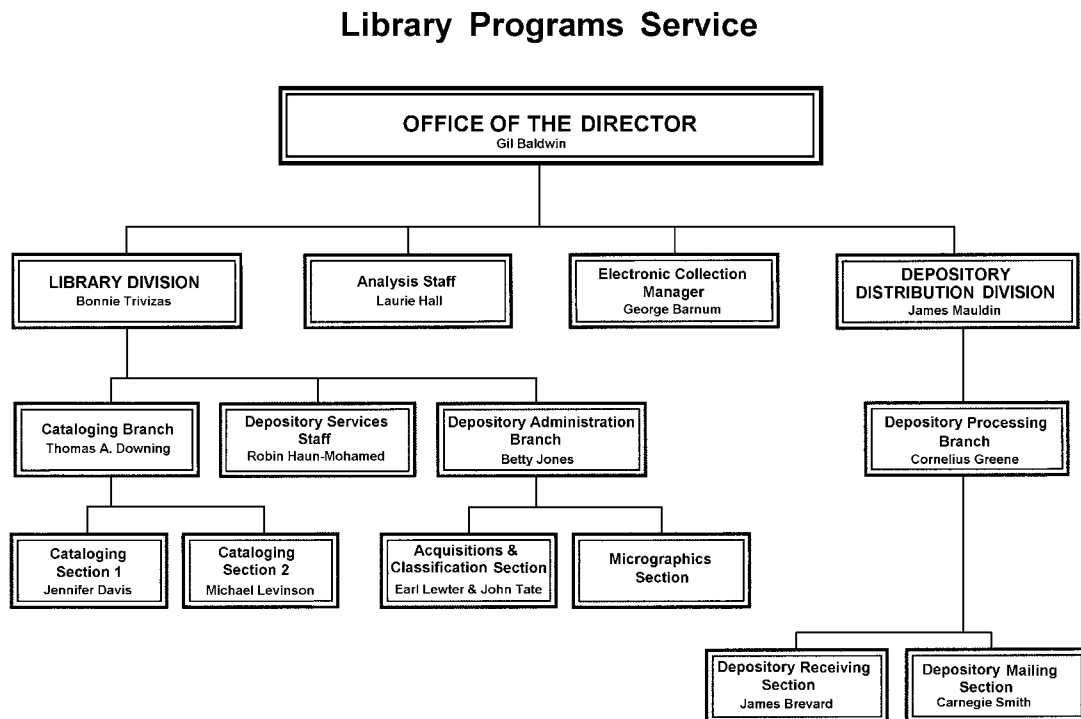 Library Programs Service
OFFICE OF THE DIRECTOR
Gil Baldwin
LIBRARY DIVISION
Bonnie Trivizas
Analysis Staff
Laurie Hall
Electronic Collection
Manager
George Barnum
DEPOSITORY
DISTRIBUTION DIVISION
James Mauldin
Cataloging Branch
Thomas A. Downing
Depository Services
Staff
Robin Haun-Mohamed
Depository Administration
Branch
Betty Jones
Depository Processing
Branch
Cornelius Greene
Cataloging
Section 1
Jennifer Davis
Cataloging
Section 2
Michael Levinson
Acquisitions &
Classification Section
Earl Lewter & John Tate
Micrographics
Section
Depository Receiving
Section
James Brevard
Depository Mailing
Section
Carnegie Smith